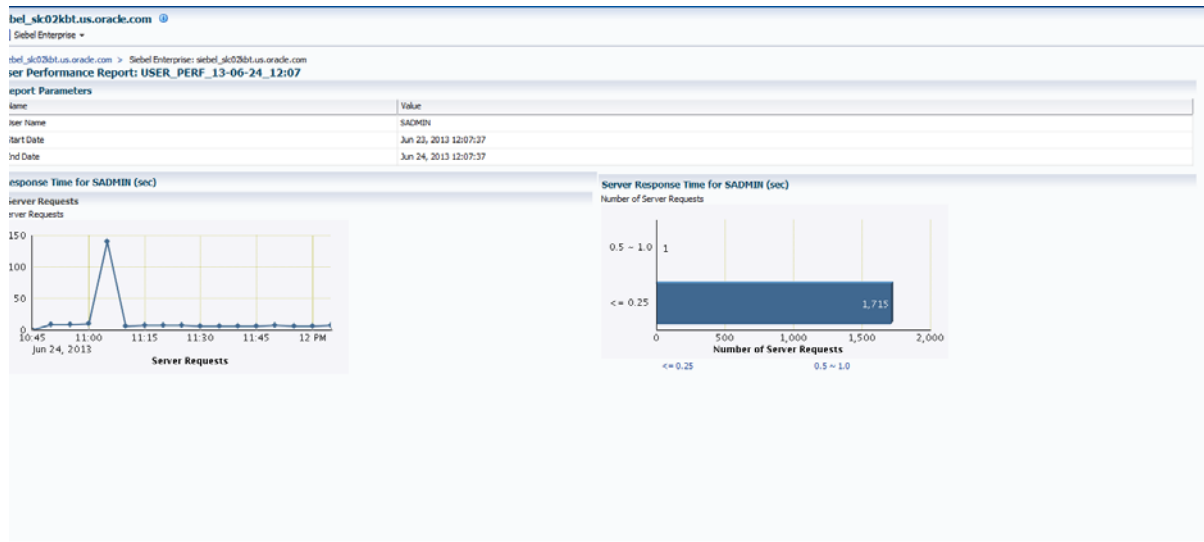 bel_slc02kbt.us.oracle.com
Siebel Enterprise
ebel_slc02kbt.us.oracle.com > Siebel Enterprise: siebel_slc02kbt.us.oracle.com
ser Performance Report: USER_PERF_13-06-24_12:07
eport Parameters
Name Value
User Name SADMIN
Start Date Jun 23, 2013 12:07:37
End Date Jun 24, 2013 12:07:37
esponse Time for SADMIN (sec)
Server Requests
erver Requests
150
100
50
0
10:45 11:00 11:15 11:30 11:45 12 PM
Jun 24, 2013
Server Requests
Server Response Time for SADMIN (sec)
Number of Server Requests
0.5 ~ 1.0 1
<= 0.25 1,715
0 500 1,000 1,500 2,000
Number of Server Requests
<= 0.25 0.5 ~ 1.0